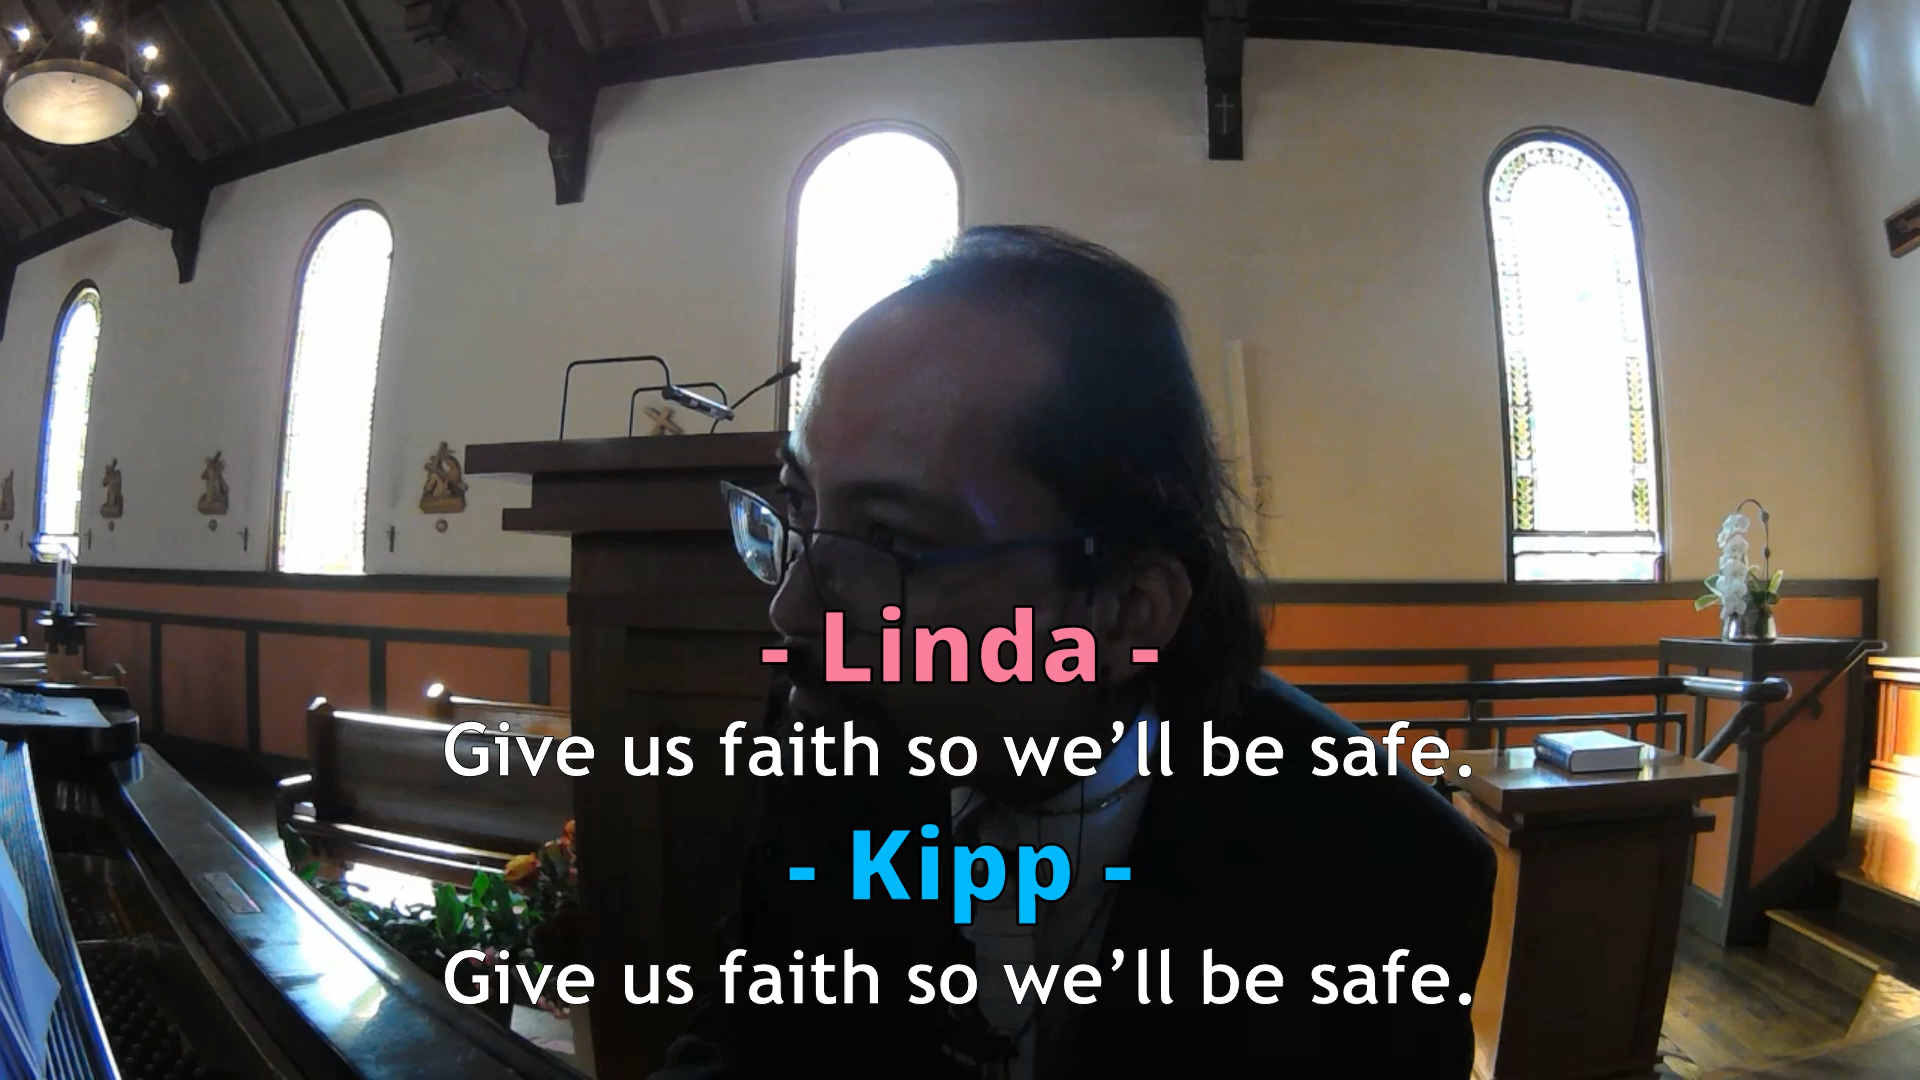 - Linda -
Give us faith so we’ll be safe.
- Kipp -
Give us faith so we’ll be safe.